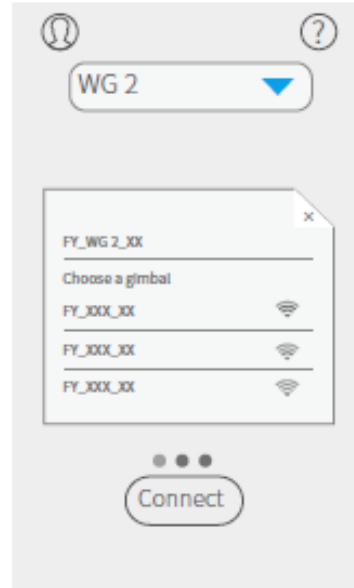 ?
WG 2
×
FY_WG 2_XX
Choose a gimbal
FY_XXX_XX
FY_XXX_XX
FY_XXX_XX
Connect